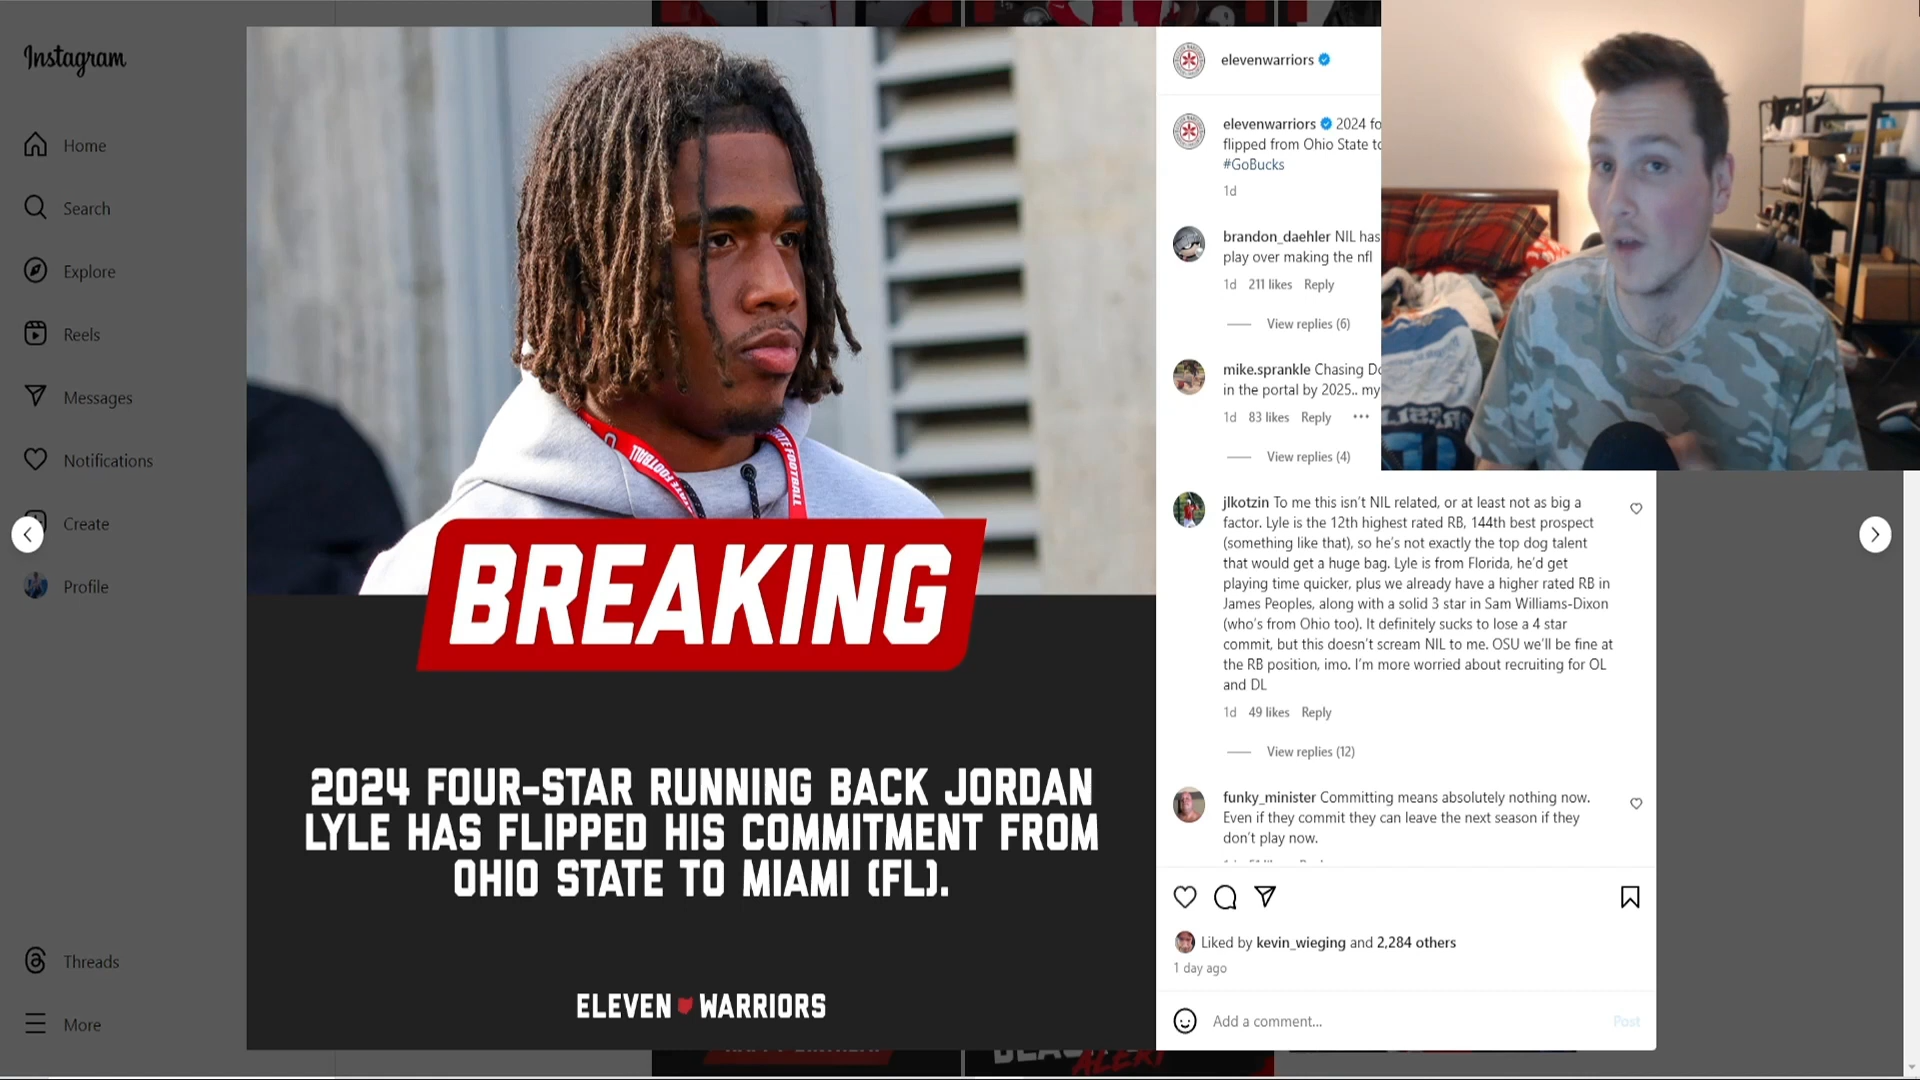 Instagram
Home
Search
Explore
Reels
Messages
Notifications
Create
Profile
Threads
More
FOOTBALL
FOOTBALL
BREAKING
2024 FOUR-STAR RUNNING BACK JORDAN
LYLE HAS FLIPPED HIS COMMITMENT FROM
OHIO STATE TO MIAMI (FL).
ELEVEN WARRIORS
elevenwarriors
elevenwarriors 2024 fo
flipped from Ohio State to
#GoBucks
1d
brandon_daehler NIL has
play over making the nfl
1d 211 likes Reply
View replies (6)
mike.sprankle Chasing Do
in the portal by 2025.. my
1d 83 likes Reply •••
View replies (4)
jlkotzin To me this isn't NIL related, or at least not as big a
factor. Lyle is the 12th highest rated RB, 144th best prospect
(something like that), so he's not exactly the top dog talent
that would get a huge bag. Lyle is from Florida, he'd get
playing time quicker, plus we already have a higher rated RB in
James Peoples, along with a solid 3 star in Sam Williams-Dixon
(who's from Ohio too). It definitely sucks to lose a 4 star
commit, but this doesn't scream NIL to me. OSU we'll be fine at
the RB position, imo. I'm more worried about recruiting for OL
and DL
1d 49 likes Reply
View replies (12)
funky_minister Committing means absolutely nothing now.
Even if they commit they can leave the next season if they
don't play now.
Liked by kevin_wieging and 2,284 others
1 day ago
Add a comment...
Post
ALERT